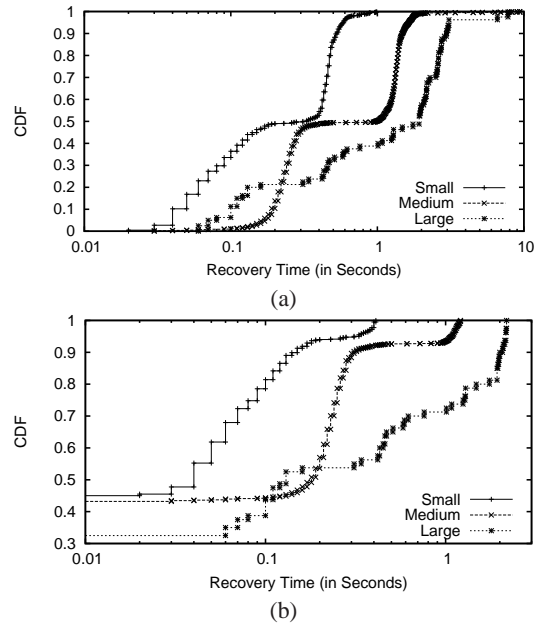 1
0.9
0.8
0.7
0.6
0.5
0.4
0.3
0.2
0.1
0
CDF
Small
Medium
Large
0.01 0.1 1 10
Recovery Time (in Seconds)
(a)
1
0.9
0.8
0.7
0.6
0.5
0.4
0.3
CDF
Small
Medium
Large
0.01 0.1 1
Recovery Time (in Seconds)
(b)